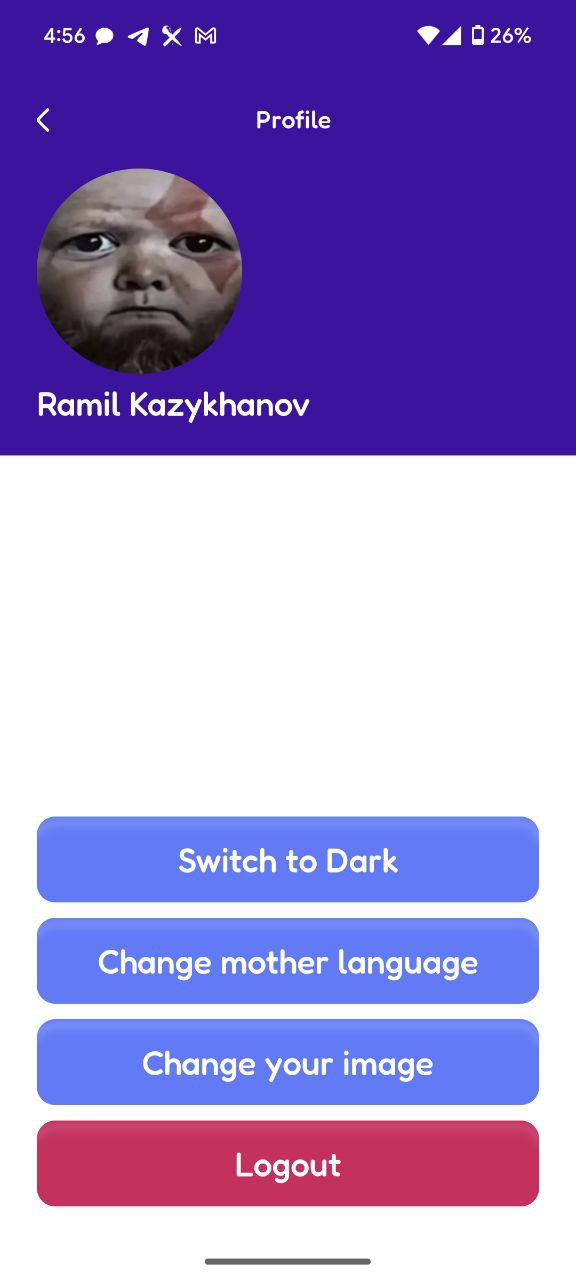 4:56 26%
Profile
Ramil Kazykhanov
Switch to Dark
Change mother language
Change your image
Logout